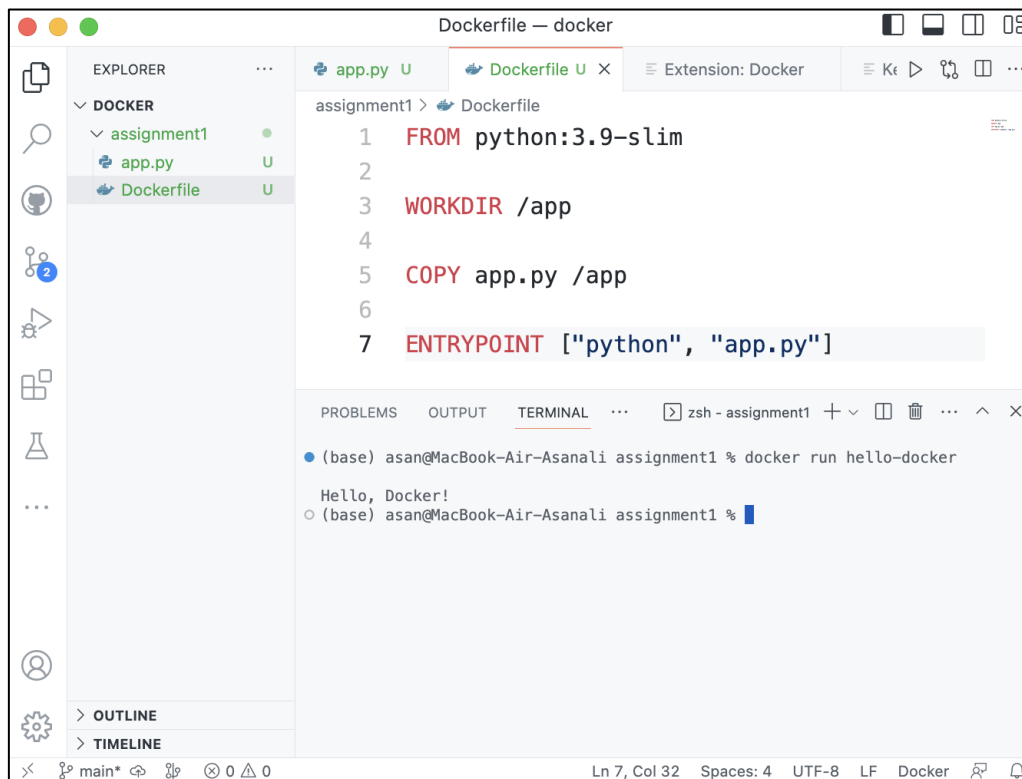 Dockerfile — docker
EXPLORER
DOCKER
assignment1
app.py U
Dockerfile U
2
OUTLINE
TIMELINE
app.py U
Dockerfile U
Extension: Docker
assignment1 > Dockerfile
1 FROM python:3.9-slim
2
3 WORKDIR /app
4
5 COPY app.py /app
6
7 ENTRYPOINT ["python", "app.py"]
PROBLEMS OUTPUT TERMINAL ··· zsh - assignment1
(base) asan@MacBook-Air-Asanali assignment1 % docker run hello-docker
Hello, Docker!
(base) asan@MacBook-Air-Asanali assignment1 %
main* 0 0 Ln 7, Col 32 Spaces: 4 UTF-8 LF Docker